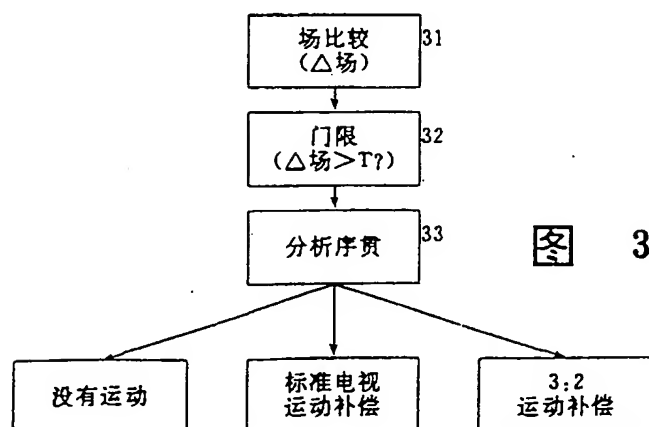 场比较
(△场)
31
门限
(△场>T?)
32
分析序贯
33
图 3
没有运动
标准电视
运动补偿
3:2
运动补偿